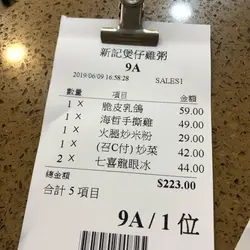 新記煲仔雞粥
9A
2019/06/09 16:58:28 SALES1
數量 項目 金額
1 × 脆皮乳鴿 59.00
1 × 海哲手撕雞 49.00
1 × 火腿炒米粉 29.00
1 × (召C付) 炒菜 42.00
2 × 七喜龍眼冰 44.00
總金額 $223.00
合計 5 項目
9A / 1 位